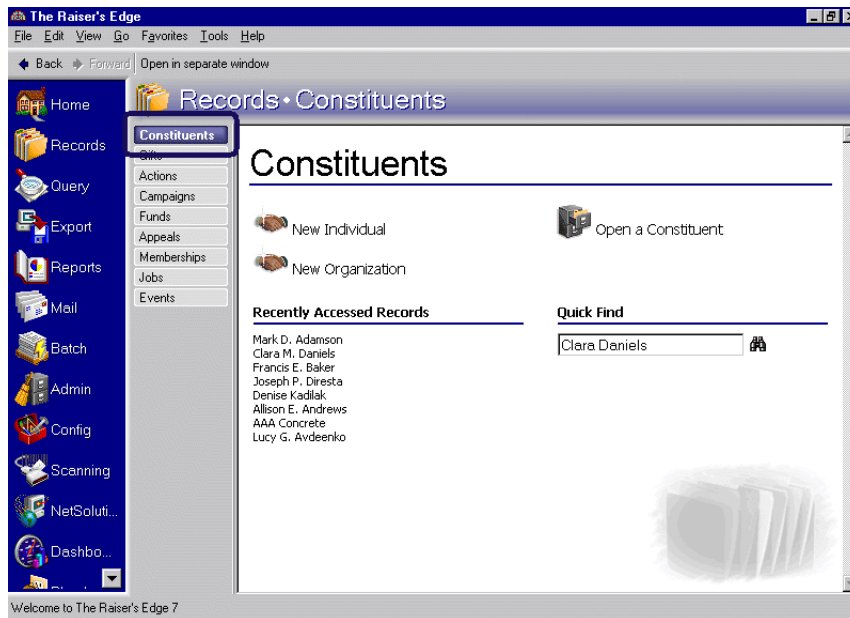 The Raiser's Edge
File Edit View Go Favorites Tools Help
Back Forward Open in separate window
Records • Constituents
Home
Records
Query
Export
Reports
Mail
Batch
Admin
Config
Scanning
NetSoluti...
Dashbo...
Constituents
Gifts
Actions
Campaigns
Funds
Appeals
Memberships
Jobs
Events
Constituents
New Individual
Open a Constituent
New Organization
Recently Accessed Records
Mark D. Adamson
Clara M. Daniels
Francis E. Baker
Joseph P. Diresta
Denise Kadilak
Allison E. Andrews
AAA Concrete
Lucy G. Avdeenko
Quick Find
Clara Daniels
Welcome to The Raiser's Edge 7